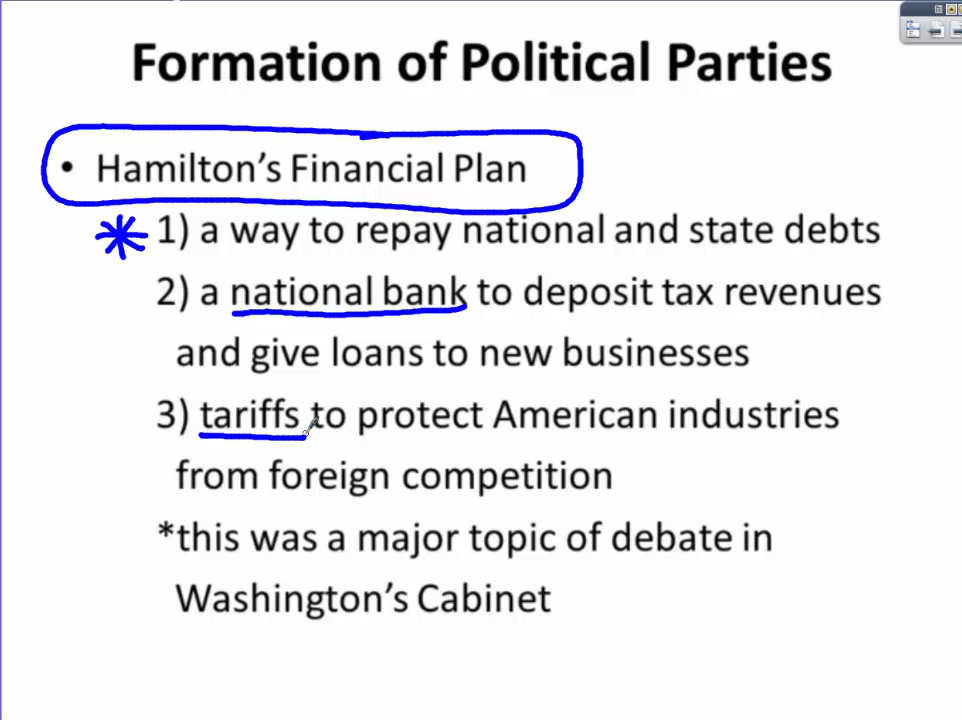 Formation of Political Parties
• Hamilton's Financial Plan
1) a way to repay national and state debts
2) a national bank to deposit tax revenues
and give loans to new businesses
3) tariffs to protect American industries
from foreign competition
*this was a major topic of debate in
Washington's Cabinet